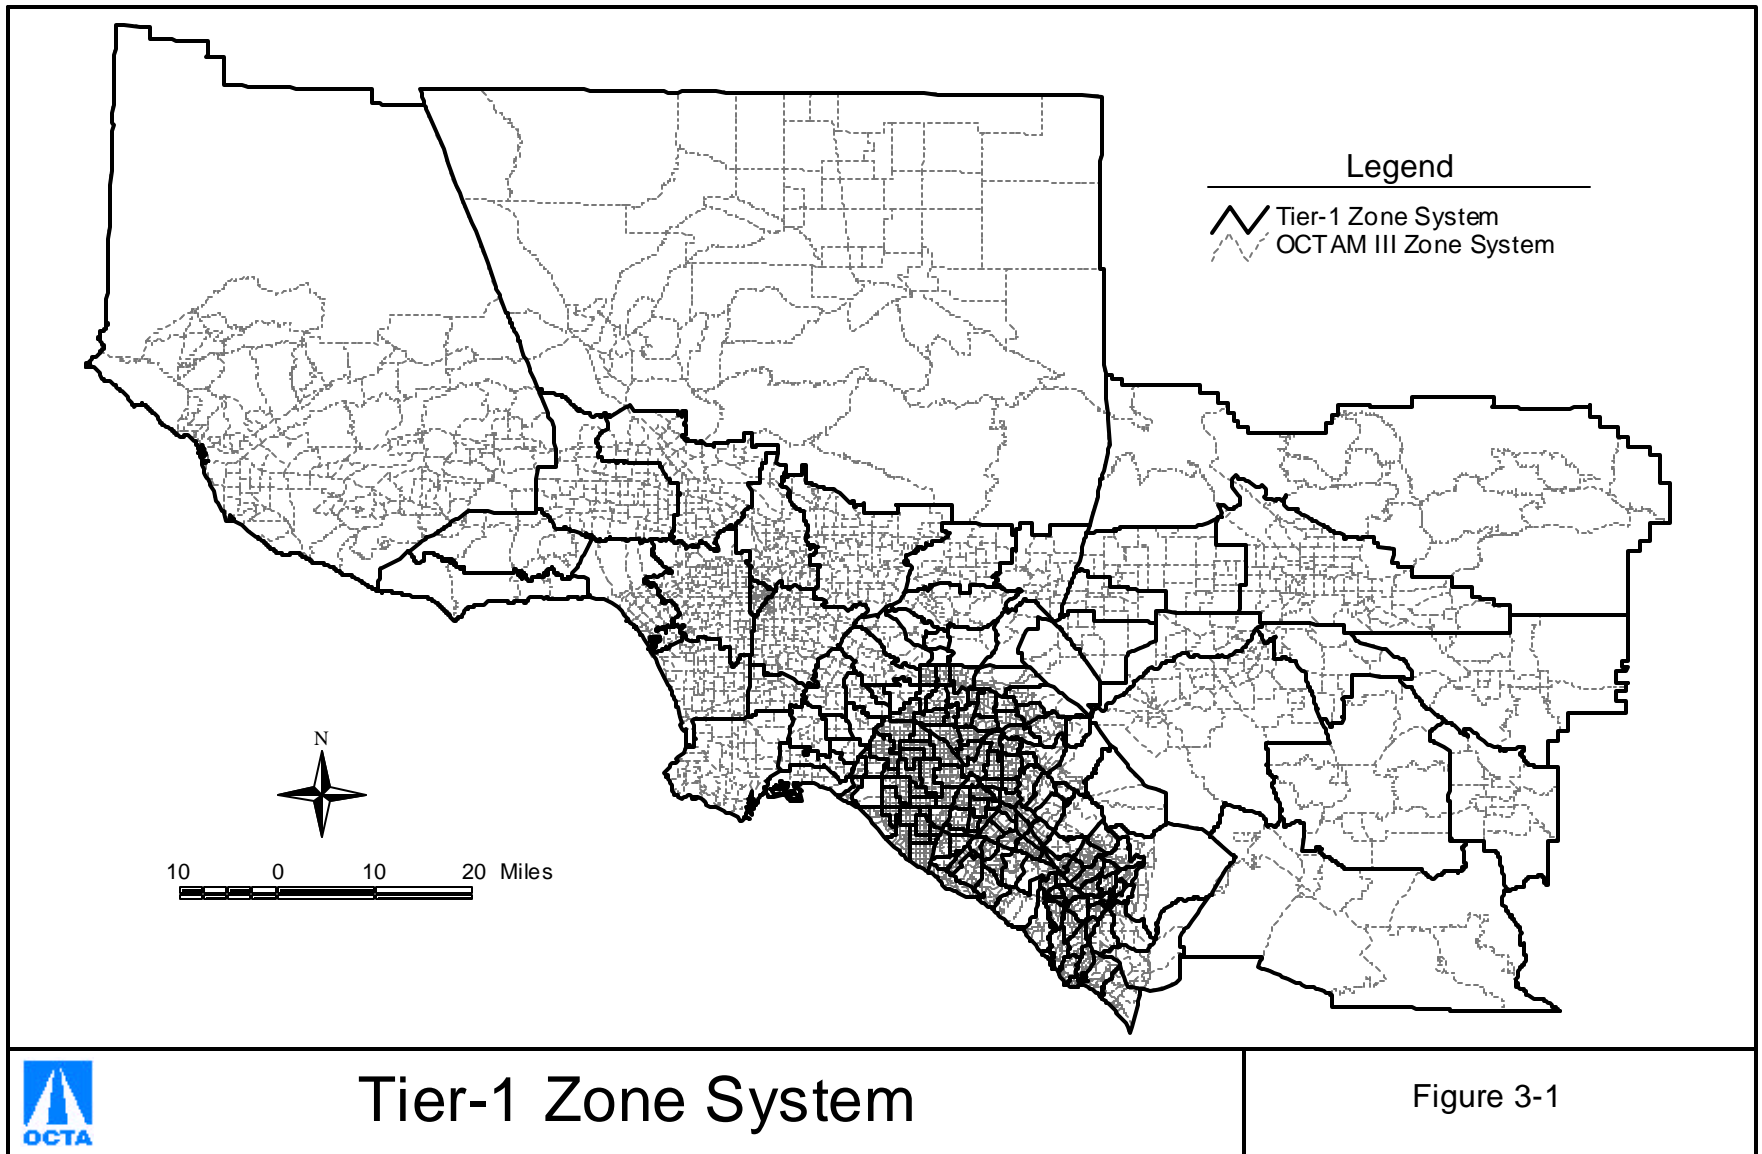 Legend
Tier-1 Zone System
OCTAM III Zone System
N
10 0 10 20 Miles
OCTA
Tier-1 Zone System
Figure 3-1